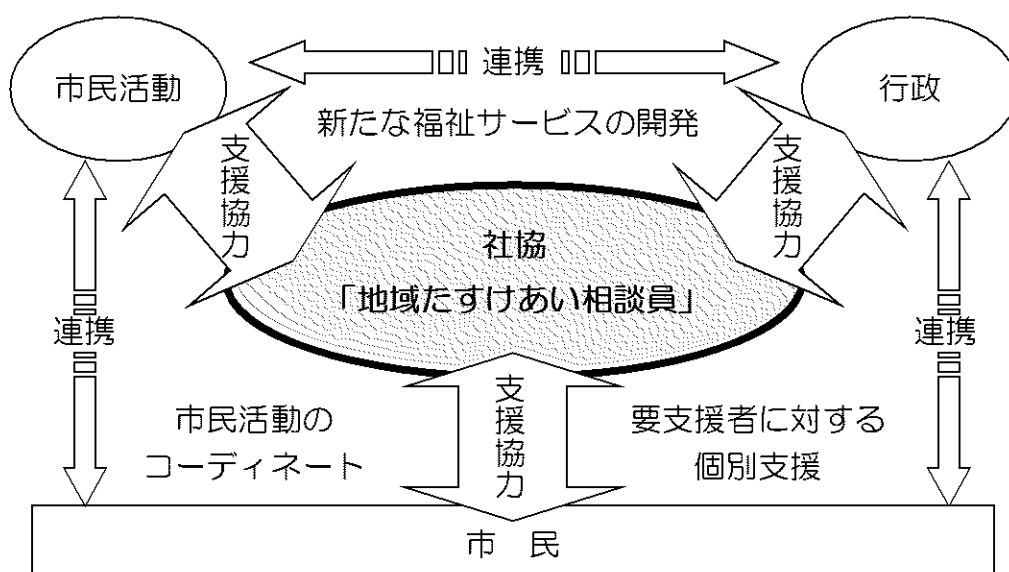 連携
市民活動
行政
新たな福祉サービスの開発
支援協力
支援協力
社協
「地域たすけあい相談員」
連携
連携
市民活動の
コーディネート
支援協力
要支援者に対する
個別支援
市　民